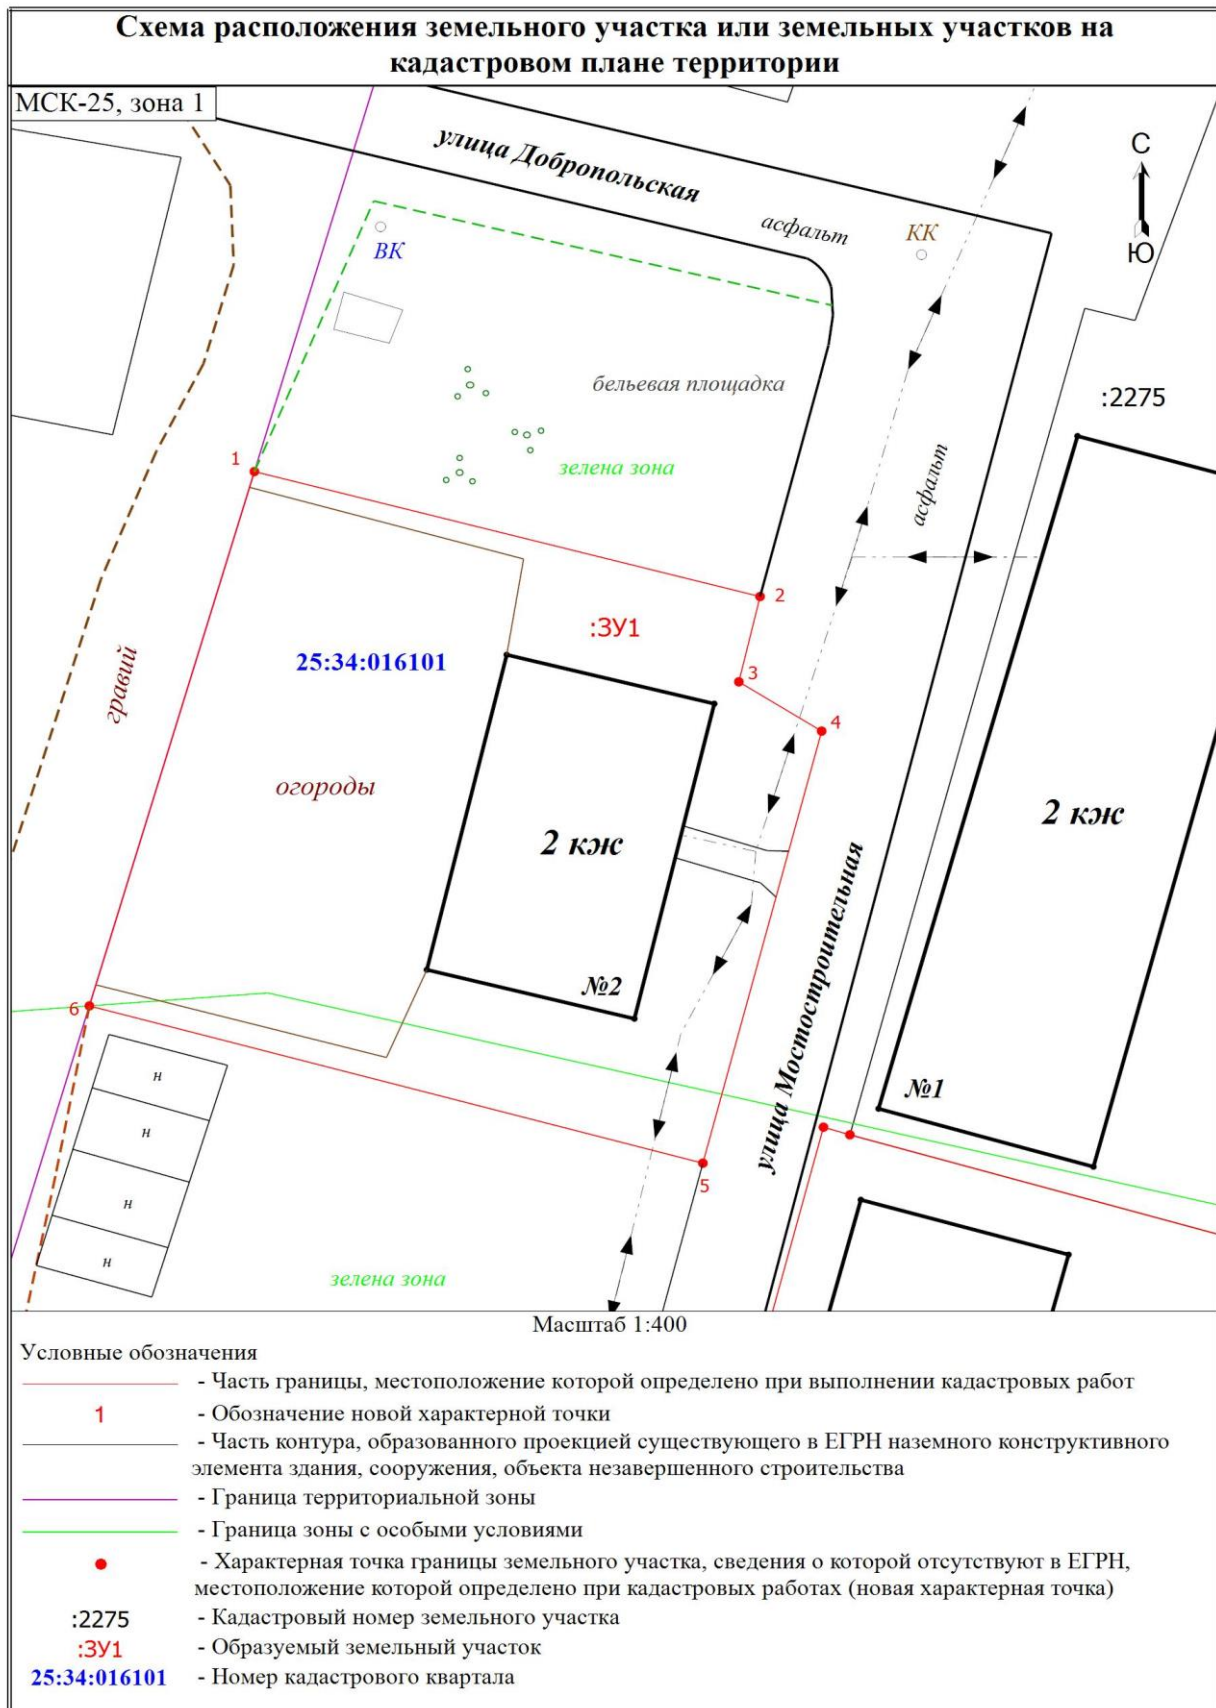 Схема расположения земельного участка или земельных участков на
кадастровом плане территории
МСК-25, зона 1
улица Добропольская
С
Ю
асфальт
КК
ВК
бельевая площадка
:2275
1
зелена зона
асфальт
2
:ЗУ1
25:34:016101
3
гравий
4
огороды
2 кж
2 кж
улица Мостостроительная
№2
6
н
№1
н
5
н
н
зелена зона
Масштаб 1:400
Условные обозначения
- Часть границы, местоположение которой определено при выполнении кадастровых работ
1 - Обозначение новой характерной точки
- Часть контура, образованного проекцией существующего в ЕГРН наземного конструктивного
элемента здания, сооружения, объекта незавершенного строительства
- Граница территориальной зоны
- Граница зоны с особыми условиями
- Характерная точка границы земельного участка, сведения о которой отсутствуют в ЕГРН,
местоположение которой определено при кадастровых работах (новая характерная точка)
:2275 - Кадастровый номер земельного участка
:ЗУ1 - Образуемый земельный участок
25:34:016101 - Номер кадастрового квартала